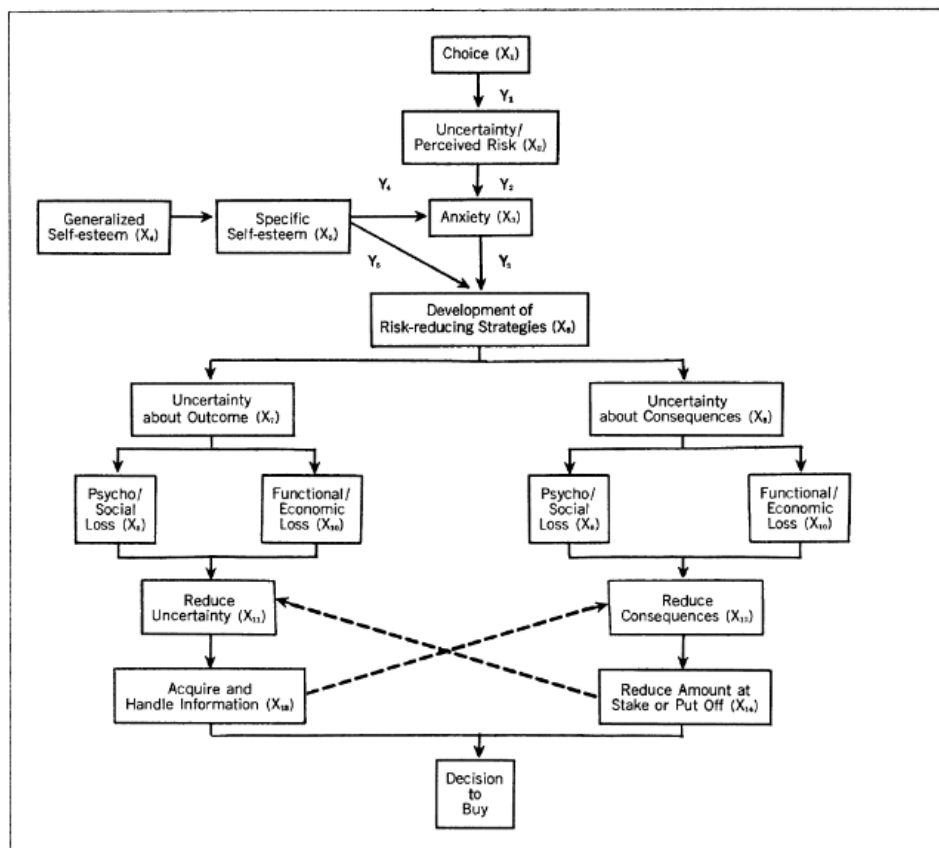 Choice (X₁)
Y₁
Uncertainty/
Perceived Risk (X₂)
Y₄
Y₂
Generalized
Self-esteem (X₄)
Specific
Self-esteem (X₅)
Anxiety (X₃)
Y₅
Y₃
Development of
Risk-reducing Strategies (X₆)
Uncertainty
about Outcome (X₇)
Uncertainty
about Consequences (X₈)
Psycho/
Social
Loss (X₉)
Functional/
Economic
Loss (X₁₀)
Psycho/
Social
Loss (X₉)
Functional/
Economic
Loss (X₁₀)
Reduce
Uncertainty (X₁₁)
Reduce
Consequences (X₁₂)
Acquire and
Handle Information (X₁₃)
Reduce Amount at
Stake or Put Off (X₁₄)
Decision
to
Buy